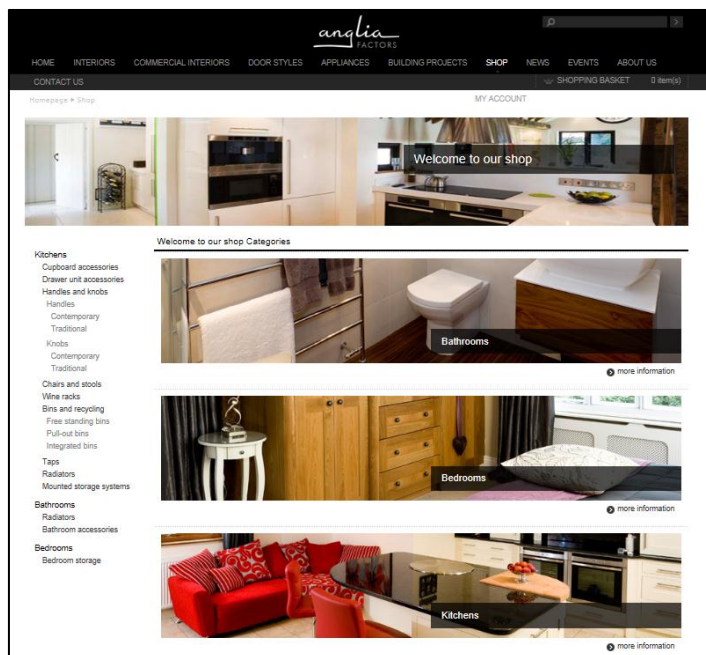 anglia
FACTORS
HOME INTERIORS COMMERCIAL INTERIORS DOOR STYLES APPLIANCES BUILDING PROJECTS SHOP NEWS EVENTS ABOUT US
CONTACT US SHOPPING BASKET 0 item(s)
Homepage > Shop MY ACCOUNT
Welcome to our shop
Welcome to our shop Categories
Kitchens
Cupboard accessories
Drawer unit accessories
Handles and knobs
Handles
Contemporary
Traditional
Knobs
Contemporary
Traditional
Chairs and stools
Wine racks
Bins and recycling
Free standing bins
Pull-out bins
Integrated bins
Taps
Radiators
Mounted storage systems
Bathrooms
Radiators
Bathroom accessories
Bedrooms
Bedroom storage
Bathrooms
more information
Bedrooms
more information
Kitchens
more information